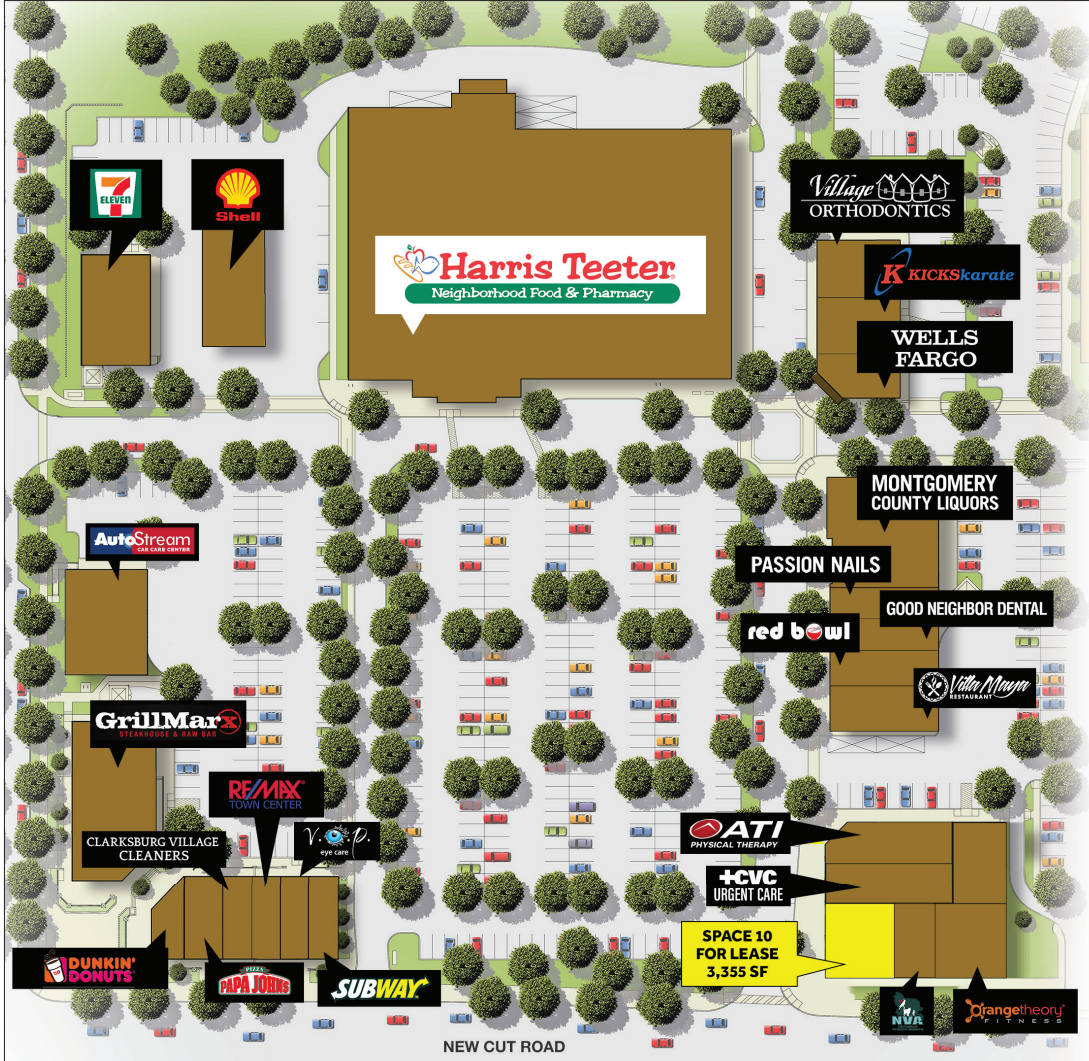 7
ELEVEN
Shell
Harris Teeter
Neighborhood Food & Pharmacy
Village
ORTHODONTICS
K KICKSkarate
WELLS
FARGO
MONTGOMERY
COUNTY LIQUORS
AutoStream
CAR CARE CENTER
PASSION NAILS
GOOD NEIGHBOR DENTAL
red bowl
Villa Maya
RESTAURANT
GrillMarx
STEAKHOUSE & RAW BAR
RE/MAX
TOWN CENTER
CLARKSBURG VILLAGE
CLEANERS
V.O.P.
eye care
ATI
PHYSICAL THERAPY
+CVC
URGENT CARE
SPACE 10
FOR LEASE
3,355 SF
DUNKIN'
DONUTS
PIZZA
PAPA JOHNS
SUBWAY
NVA
Orangetheory
FITNESS
NEW CUT ROAD